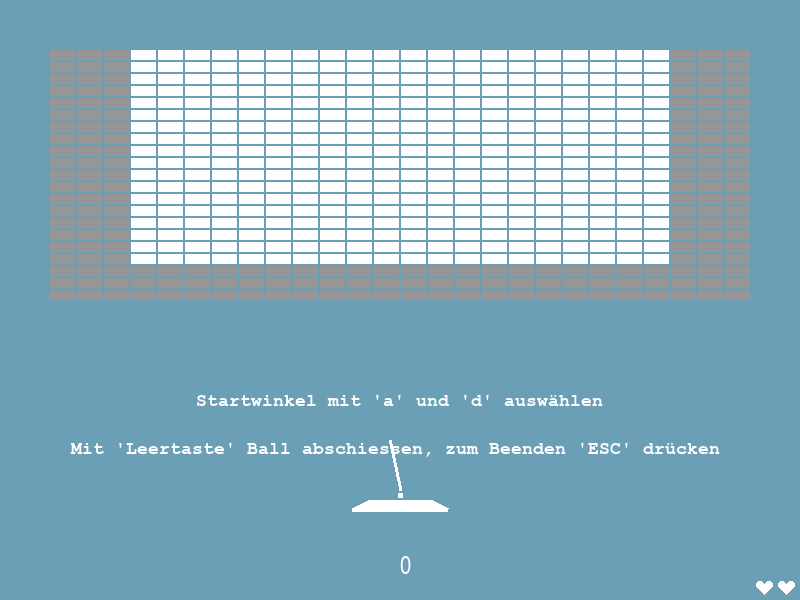 Startwinkel mit 'a' und 'd' auswählen
Mit 'Leertaste' Ball abschiessen, zum Beenden 'ESC' drücken
0